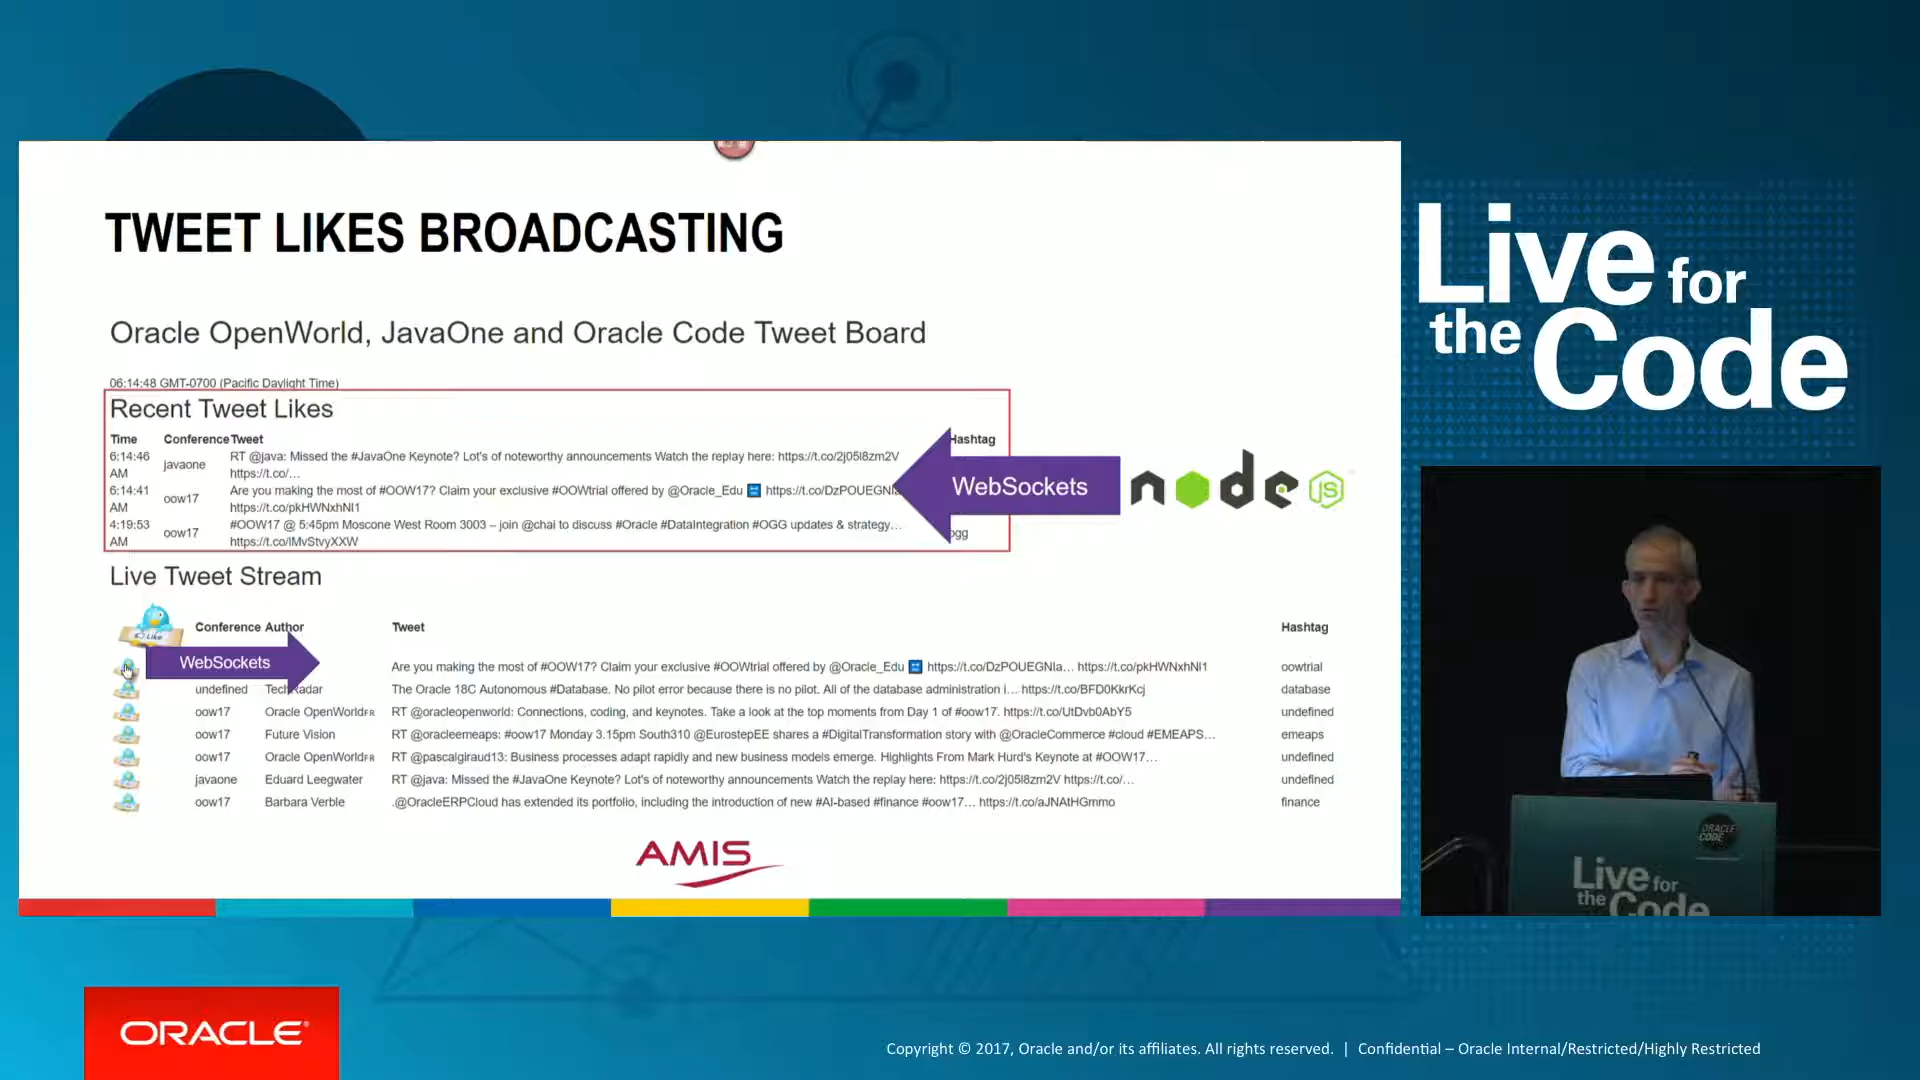 TWEET LIKES BROADCASTING
Oracle OpenWorld, JavaOne and Oracle Code Tweet Board
06:14:48 GMT-0700 (Pacific Daylight Time)
Recent Tweet Likes
Time Conference Tweet Hashtag
6:14:46 AM javaone RT @java: Missed the #JavaOne Keynote? Lot's of noteworthy announcements Watch the replay here: https://t.co/2j05l8zm2V
https://t.co/…
6:14:41 AM oow17 Are you making the most of #OOW17? Claim your exclusive #OOWtrial offered by @Oracle_Edu https://t.co/DzPOUEGNIa
https://t.co/pkHWNxhNI1
4:19:53 AM oow17 #OOW17 @ 5:45pm Moscone West Room 3003 – join @chai to discuss #Oracle #DataIntegration #OGG updates & strategy… ogg
https://t.co/lMvStvyXXW
WebSockets
node JS
Live Tweet Stream
Like
Conference Author Tweet Hashtag
WebSockets
Are you making the most of #OOW17? Claim your exclusive #OOWtrial offered by @Oracle_Edu https://t.co/DzPOUEGNIa… https://t.co/pkHWNxhNI1 oowtrial
undefined TechRadar The Oracle 18C Autonomous #Database. No pilot error because there is no pilot. All of the database administration i… https://t.co/BFD0KkrKcj database
oow17 Oracle OpenWorldFR RT @oracleopenworld: Connections, coding, and keynotes. Take a look at the top moments from Day 1 of #oow17. https://t.co/UtDvb0AbY5 undefined
oow17 Future Vision RT @oracleemeaps: #oow17 Monday 3.15pm South310 @EurostepEE shares a #DigitalTransformation story with @OracleCommerce #cloud #EMEAPS… emeaps
oow17 Oracle OpenWorldFR RT @pascalgiraud13: Business processes adapt rapidly and new business models emerge. Highlights From Mark Hurd's Keynote at #OOW17… undefined
javaone Eduard Leegwater RT @java: Missed the #JavaOne Keynote? Lot's of noteworthy announcements Watch the replay here: https://t.co/2j05l8zm2V https://t.co/… undefined
oow17 Barbara Verble .@OracleERPCloud has extended its portfolio, including the introduction of new #AI-based #finance #oow17… https://t.co/aJNAtHGmmo finance
AMIS
Live for
the Code
ORACLE
CODE
Live for
the Code
ORACLE®
Copyright © 2017, Oracle and/or its affiliates. All rights reserved. | Confidential – Oracle Internal/Restricted/Highly Restricted